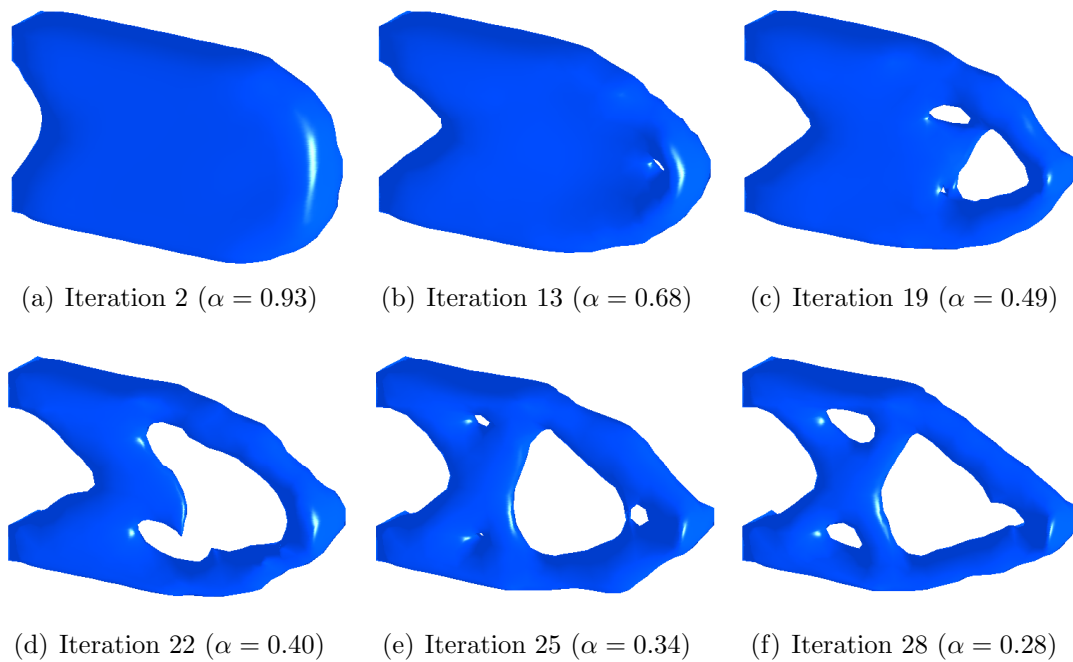 (a) Iteration 2 (α = 0.93)
(b) Iteration 13 (α = 0.68)
(c) Iteration 19 (α = 0.49)
(d) Iteration 22 (α = 0.40)
(e) Iteration 25 (α = 0.34)
(f) Iteration 28 (α = 0.28)